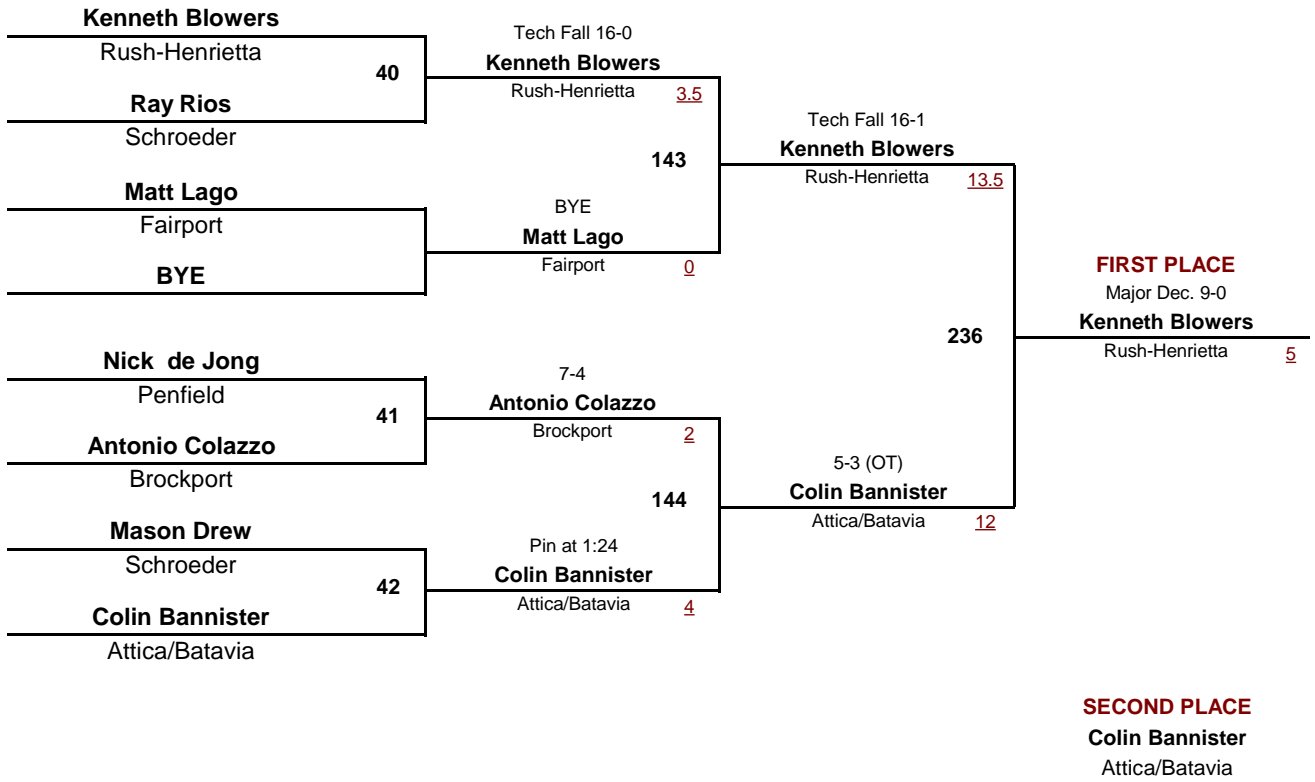 Kenneth Blowers
Rush-Henrietta
40
Ray Rios
Schroeder
Matt Lago
Fairport
BYE
Nick  de Jong
Penfield
41
Antonio Colazzo
Brockport
Mason Drew
Schroeder
42
Colin Bannister
Attica/Batavia
Tech Fall 16-0
Kenneth Blowers
Rush-Henrietta 3.5
143
BYE
Matt Lago
Fairport 0
7-4
Antonio Colazzo
Brockport 2
144
Pin at 1:24
Colin Bannister
Attica/Batavia 4
Tech Fall 16-1
Kenneth Blowers
Rush-Henrietta 13.5
236
5-3 (OT)
Colin Bannister
Attica/Batavia 12
FIRST PLACE
Major Dec. 9-0
Kenneth Blowers
Rush-Henrietta 5
SECOND PLACE
Colin Bannister
Attica/Batavia